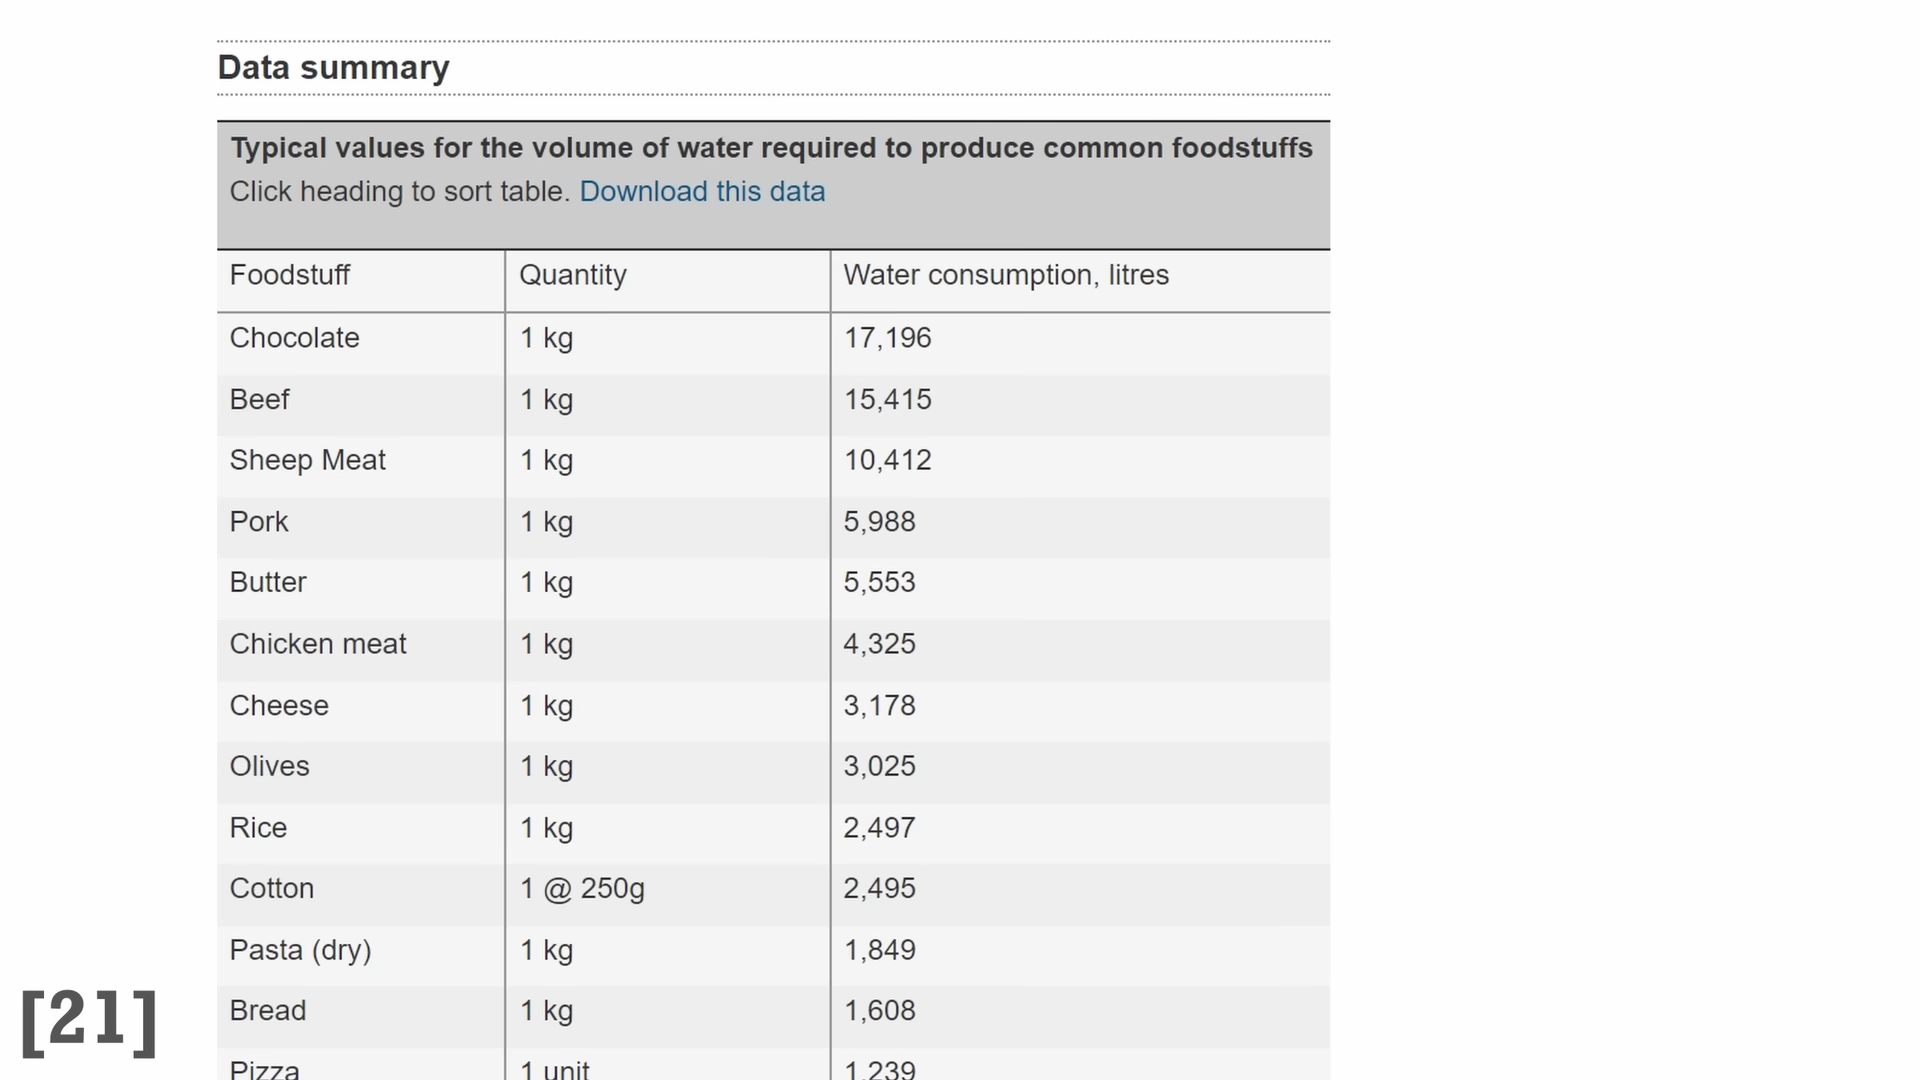 Data summary
Typical values for the volume of water required to produce common foodstuffs
Click heading to sort table. Download this data
Foodstuff Quantity Water consumption, litres
Chocolate 1 kg 17,196
Beef 1 kg 15,415
Sheep Meat 1 kg 10,412
Pork 1 kg 5,988
Butter 1 kg 5,553
Chicken meat 1 kg 4,325
Cheese 1 kg 3,178
Olives 1 kg 3,025
Rice 1 kg 2,497
Cotton 1 @ 250g 2,495
Pasta (dry) 1 kg 1,849
Bread 1 kg 1,608
Pizza 1 unit 1,239
[21]